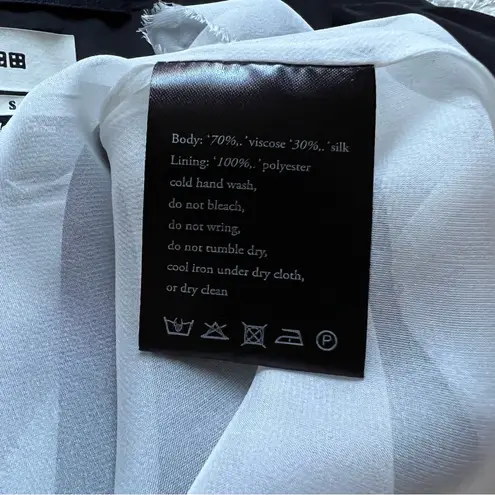 S
Body: '70%,.' viscose '30%,.' silk
Lining: '100%,.' polyester
cold hand wash,
do not bleach,
do not wring,
do not tumble dry,
cool iron under dry cloth,
or dry clean
P